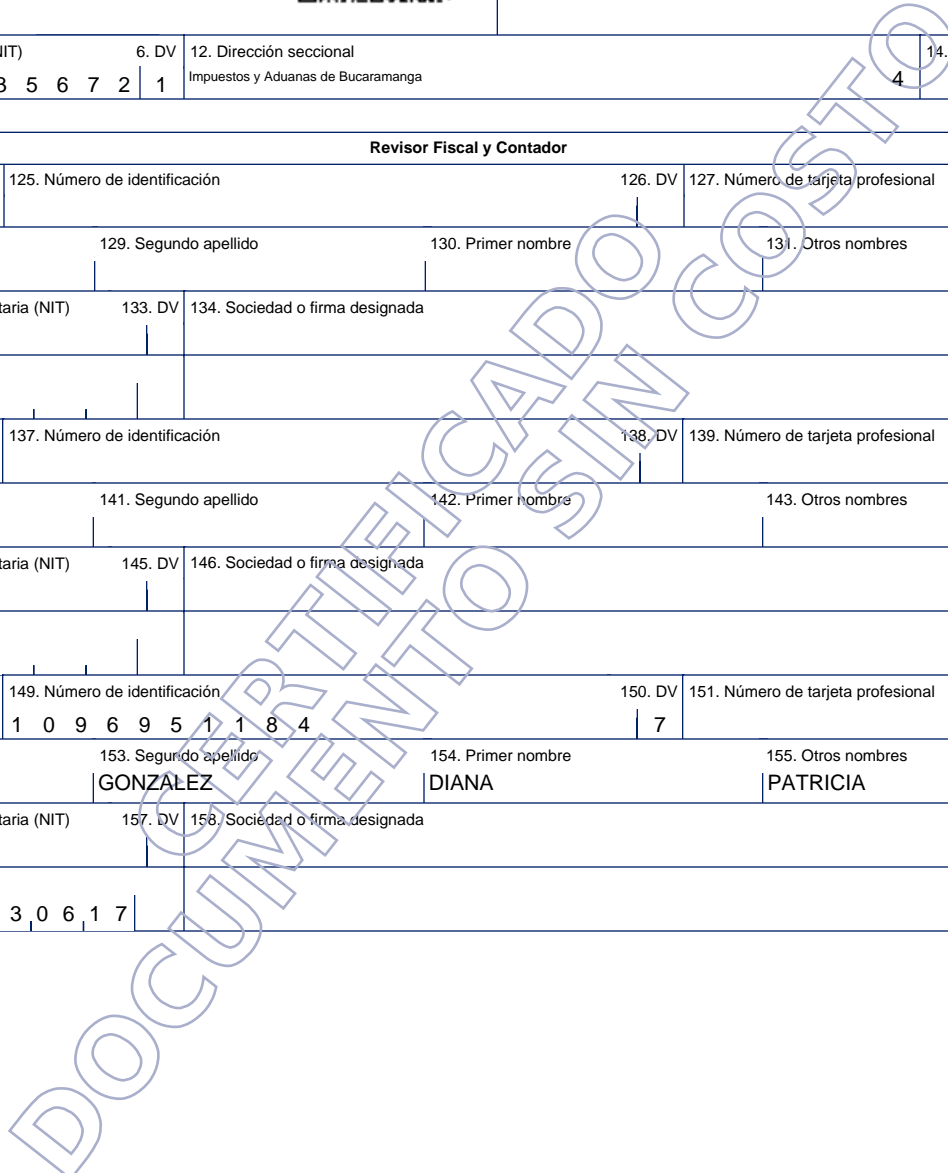 NIT) 6. DV 12. Dirección seccional 14.
3 5 6 7 2 1 Impuestos y Aduanas de Bucaramanga 4
Revisor Fiscal y Contador
125. Número de identificación 126. DV 127. Número de tarjeta profesional
129. Segundo apellido 130. Primer nombre 131. Otros nombres
taria (NIT) 133. DV 134. Sociedad o firma designada
137. Número de identificación 138. DV 139. Número de tarjeta profesional
141. Segundo apellido 142. Primer nombre 143. Otros nombres
taria (NIT) 145. DV 146. Sociedad o firma designada
149. Número de identificación 150. DV 151. Número de tarjeta profesional
1 0 9 6 9 5 1 1 8 4 7
153. Segundo apellido 154. Primer nombre 155. Otros nombres
GONZALEZ DIANA PATRICIA
taria (NIT) 157. DV 158. Sociedad o firma designada
3 0 6 1 7
CERTIFICADO
DOCUMENTO SIN COSTO